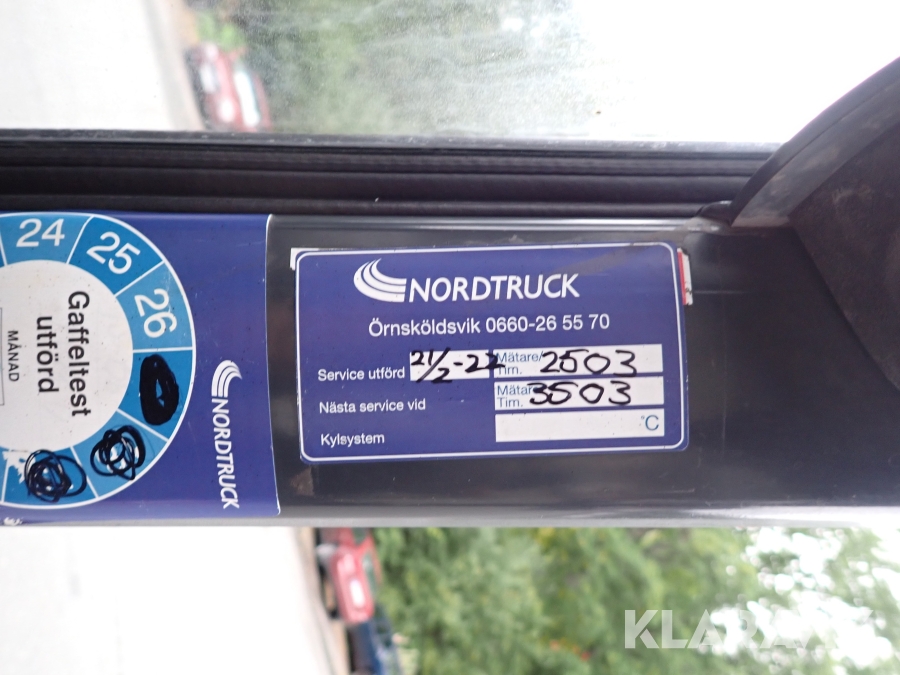 24
25
26
Gaffeltest
utförd
MÅNAD
NORDTRUCK
NORDTRUCK
Örnsköldsvik 0660-26 55 70
Service utförd 21/2-22 Mätare/Tim. 2503
Nästa service vid Mätare/Tim. 3503
Kylsystem °C